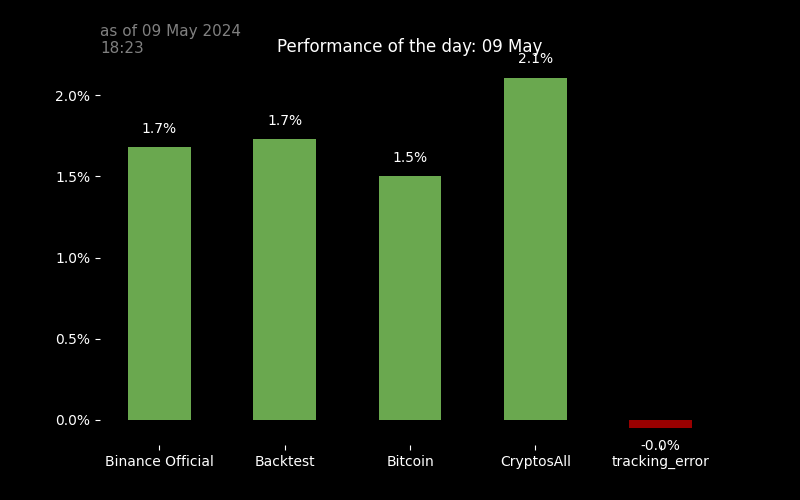 as of 09 May 2024
18:23
Performance of the day: 09 May
2.1%
2.0%
1.7%
1.7%
1.5%
1.5%
1.0%
0.5%
0.0%
-0.0%
Binance Official
Backtest
Bitcoin
CryptosAll
tracking_error